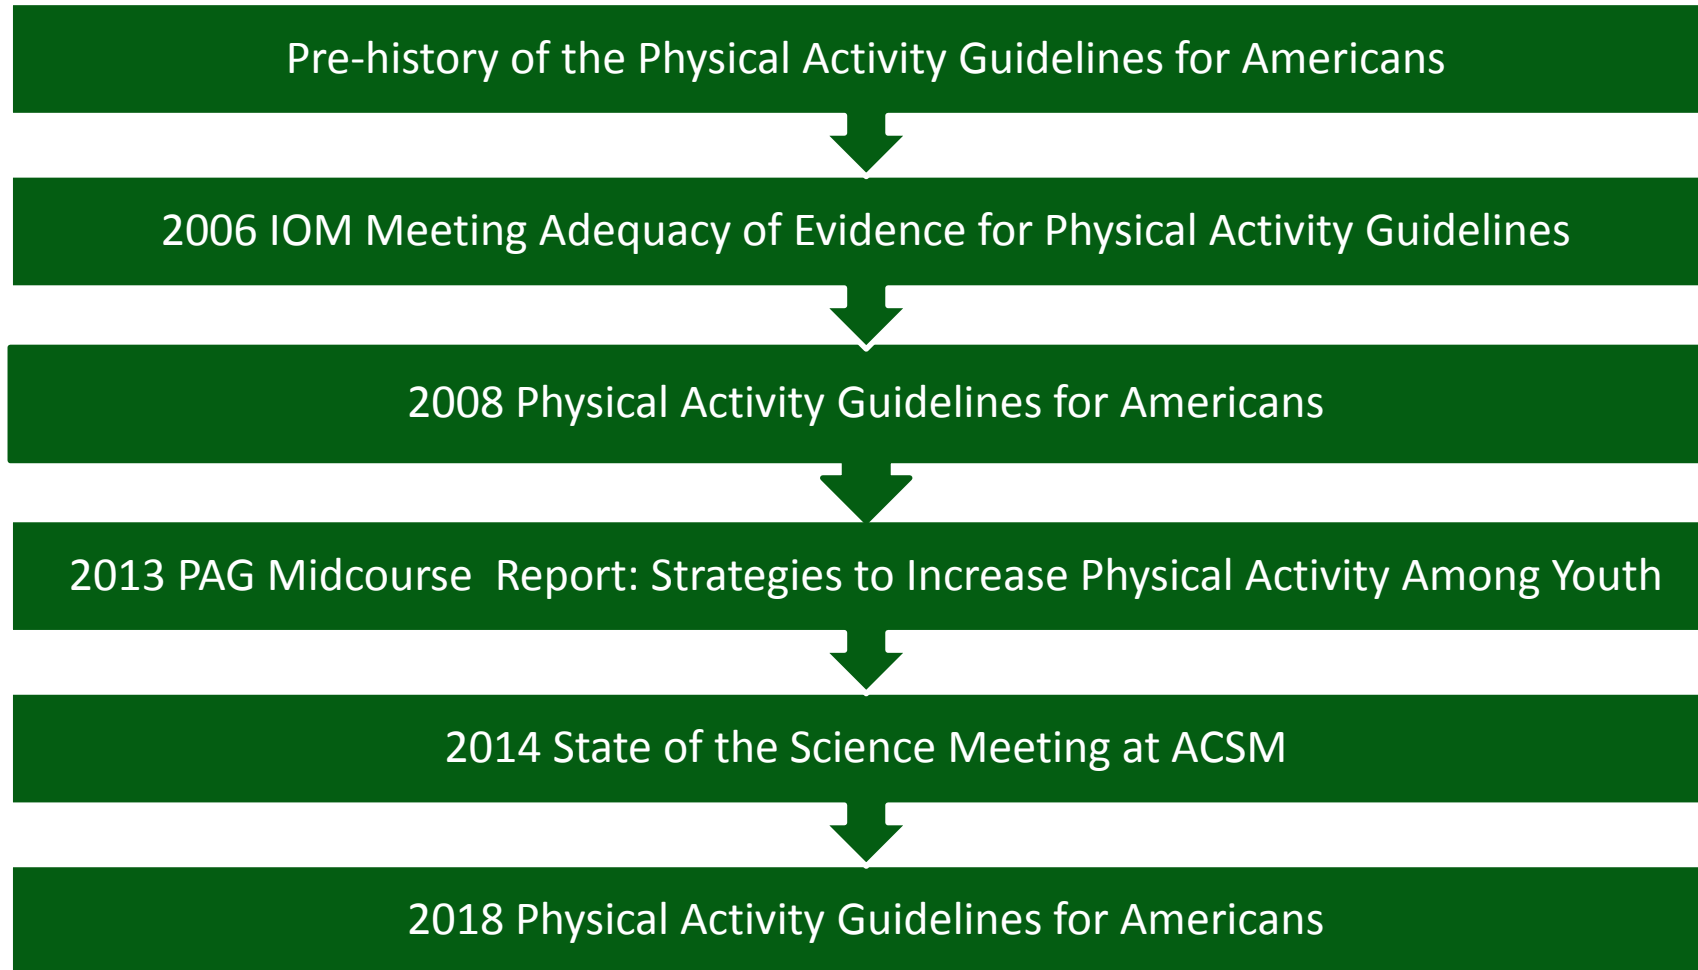 Pre-history of the Physical Activity Guidelines for Americans
2006 IOM Meeting Adequacy of Evidence for Physical Activity Guidelines
2008 Physical Activity Guidelines for Americans
2013 PAG Midcourse  Report: Strategies to Increase Physical Activity Among Youth
2014 State of the Science Meeting at ACSM
2018 Physical Activity Guidelines for Americans